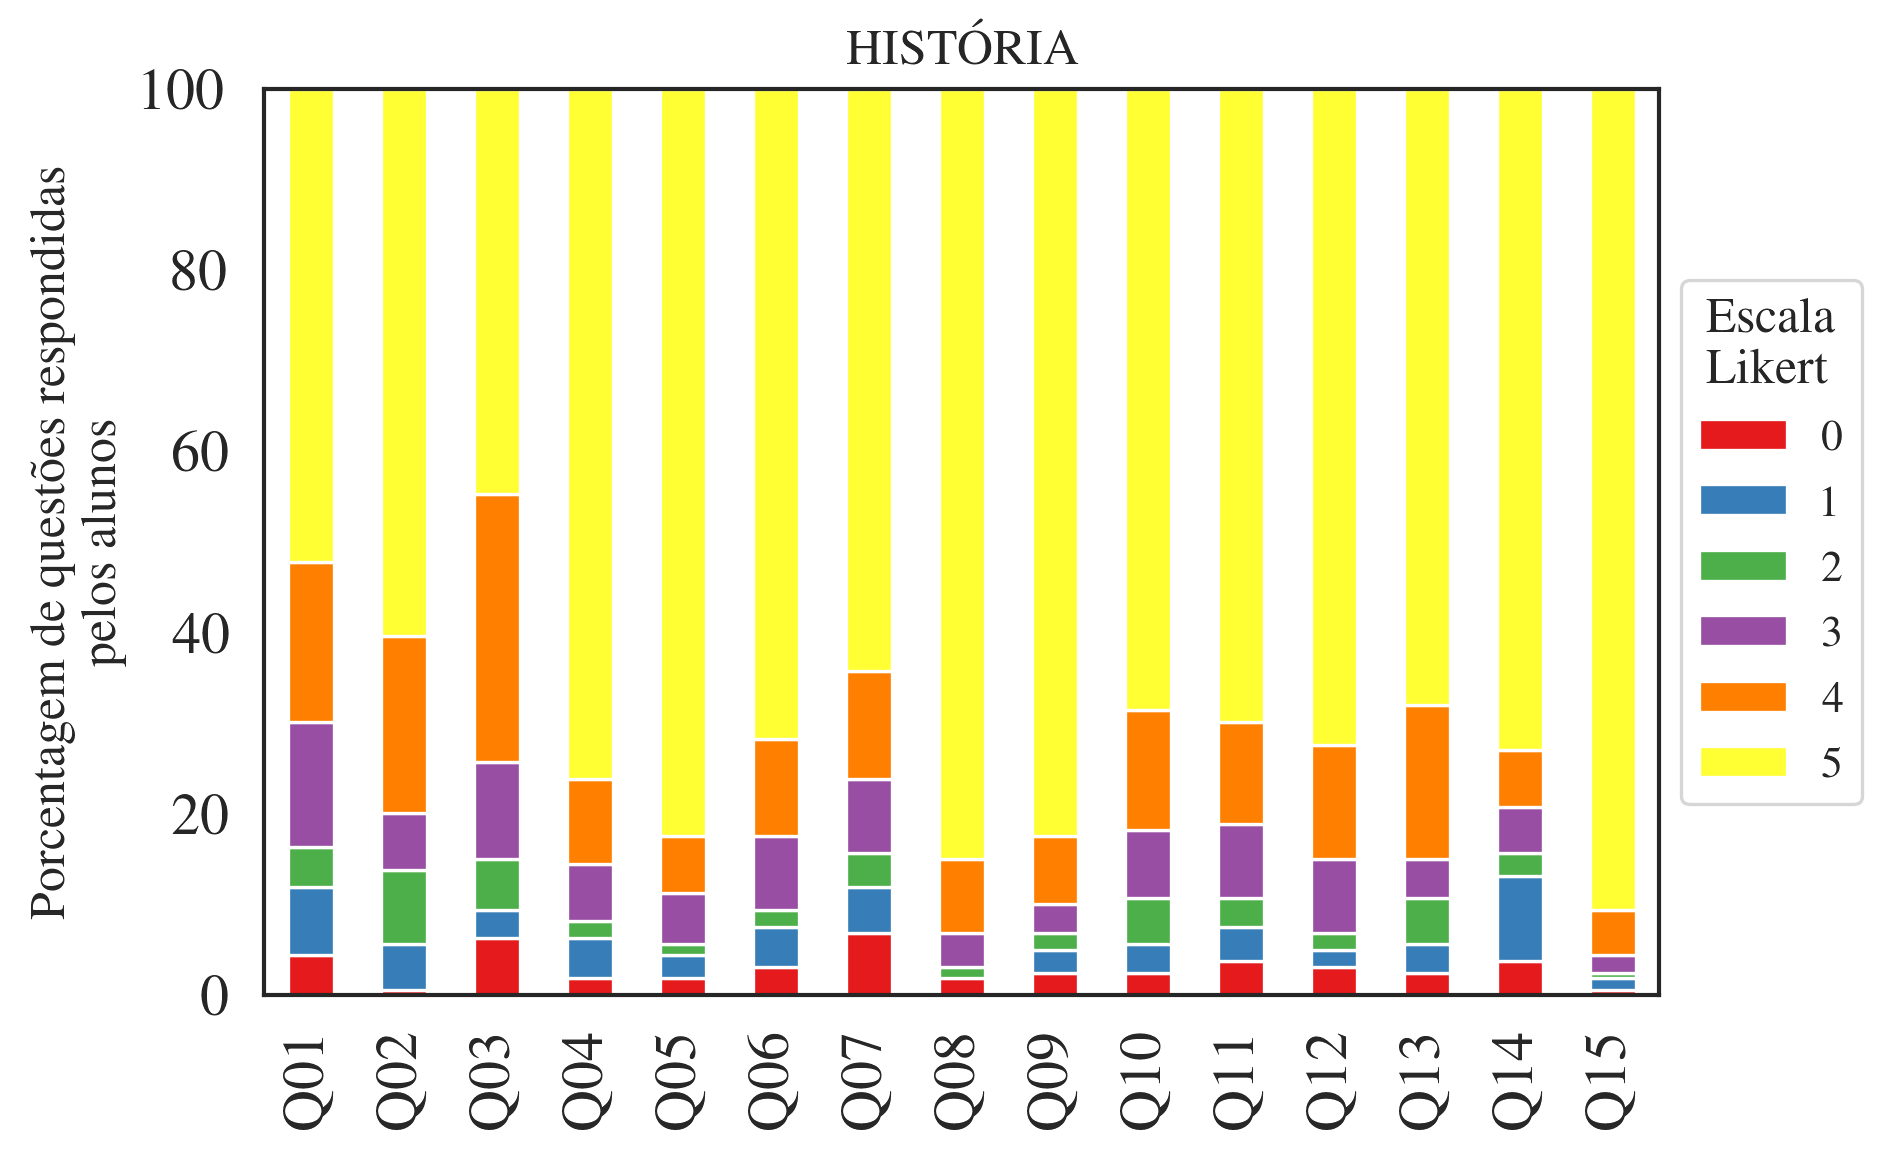 HISTÓRIA
Porcentagem de questões respondidas
pelos alunos
100
80
60
40
20
0
Q01
Q02
Q03
Q04
Q05
Q06
Q07
Q08
Q09
Q10
Q11
Q12
Q13
Q14
Q15
Escala
Likert
0
1
2
3
4
5